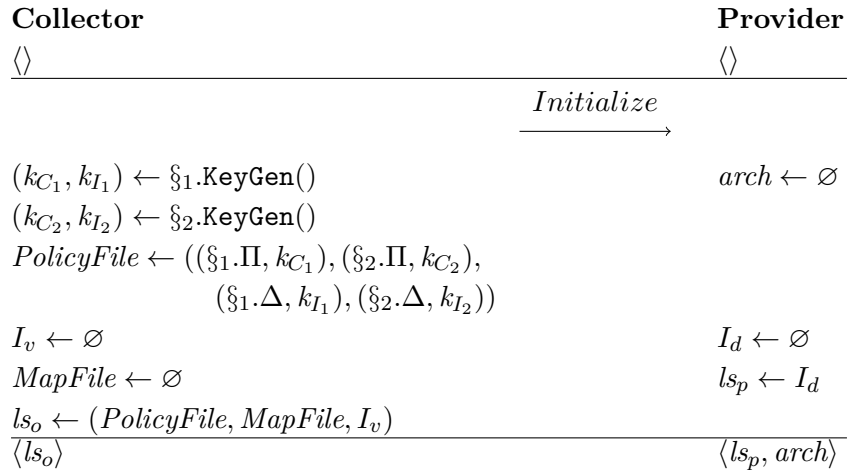 Collector Provider
⟨⟩ ⟨⟩
Initialize
(k_{C_1}, k_{I_1}) ← §_1.KeyGen() arch ← ∅
(k_{C_2}, k_{I_2}) ← §_2.KeyGen()
PolicyFile ← ((§_1.Π, k_{C_1}), (§_2.Π, k_{C_2}),
(§_1.Δ, k_{I_1}), (§_2.Δ, k_{I_2}))
I_v ← ∅ I_d ← ∅
MapFile ← ∅ ls_p ← I_d
ls_o ← (PolicyFile, MapFile, I_v)
⟨ls_o⟩ ⟨ls_p, arch⟩